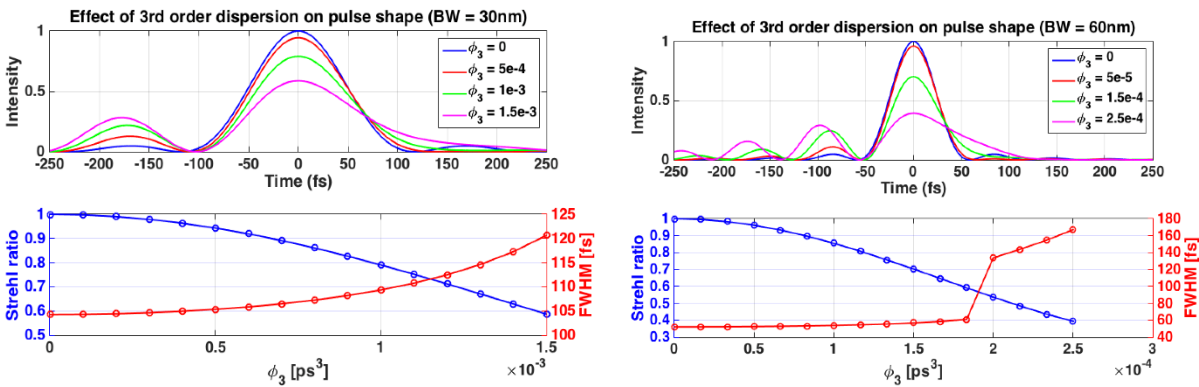 Effect of 3rd order dispersion on pulse shape (BW = 30nm)
Intensity
1
0.5
0
ϕ3 = 0
ϕ3 = 5e-4
ϕ3 = 1e-3
ϕ3 = 1.5e-3
-250 -200 -150 -100 -50 0 50 100 150 200 250
Time (fs)
Strehl ratio
1
0.9
0.8
0.7
0.6
0.5
125
120
115
110
105
100
FWHM [fs]
0 0.5 1 1.5
ϕ3 [ps³]
×10⁻³
Effect of 3rd order dispersion on pulse shape (BW = 60nm)
Intensity
1
0.5
0
ϕ3 = 0
ϕ3 = 5e-5
ϕ3 = 1.5e-4
ϕ3 = 2.5e-4
-250 -200 -150 -100 -50 0 50 100 150 200 250
Time (fs)
Strehl ratio
1
0.9
0.8
0.7
0.6
0.5
0.4
0.3
180
160
140
120
100
80
60
40
FWHM [fs]
0 0.5 1 1.5 2 2.5 3
ϕ3 [ps³]
×10⁻⁴